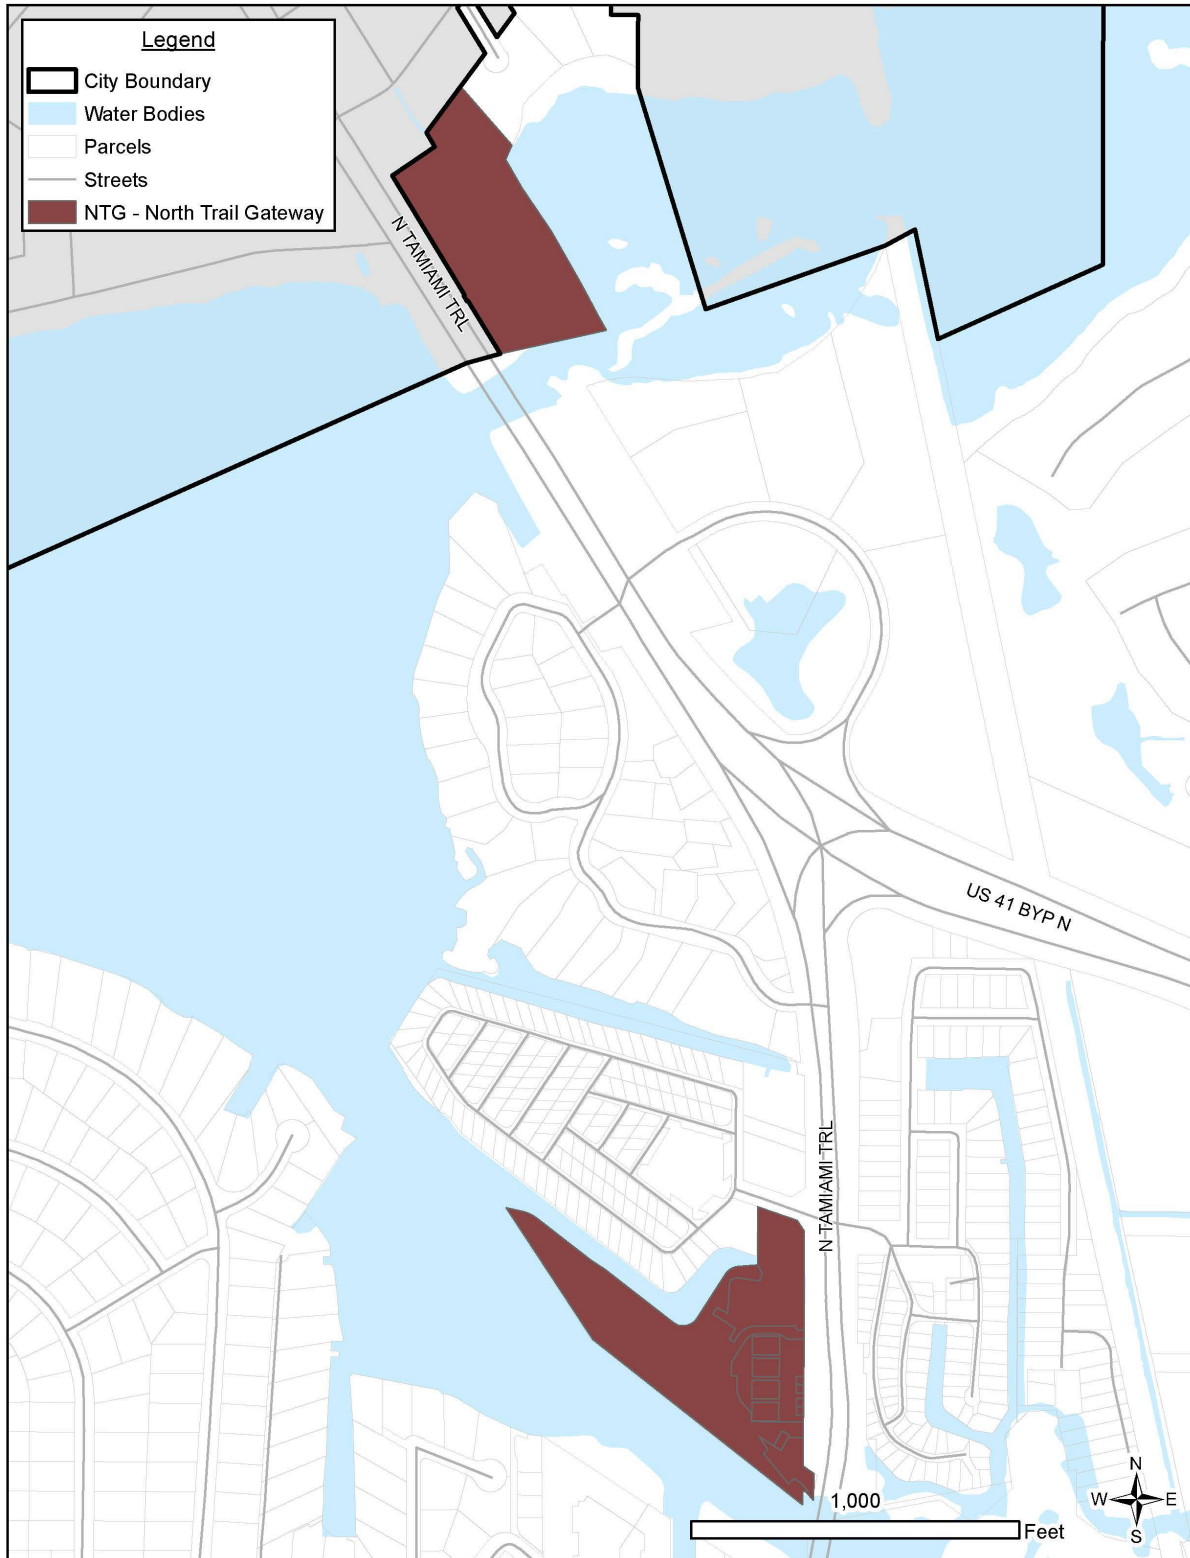 Legend
City Boundary
Water Bodies
Parcels
Streets
NTG - North Trail Gateway
N TAMIAMI TRL
US 41 BYP N
N TAMIAMI TRL
1,000
Feet
N
W
E
S